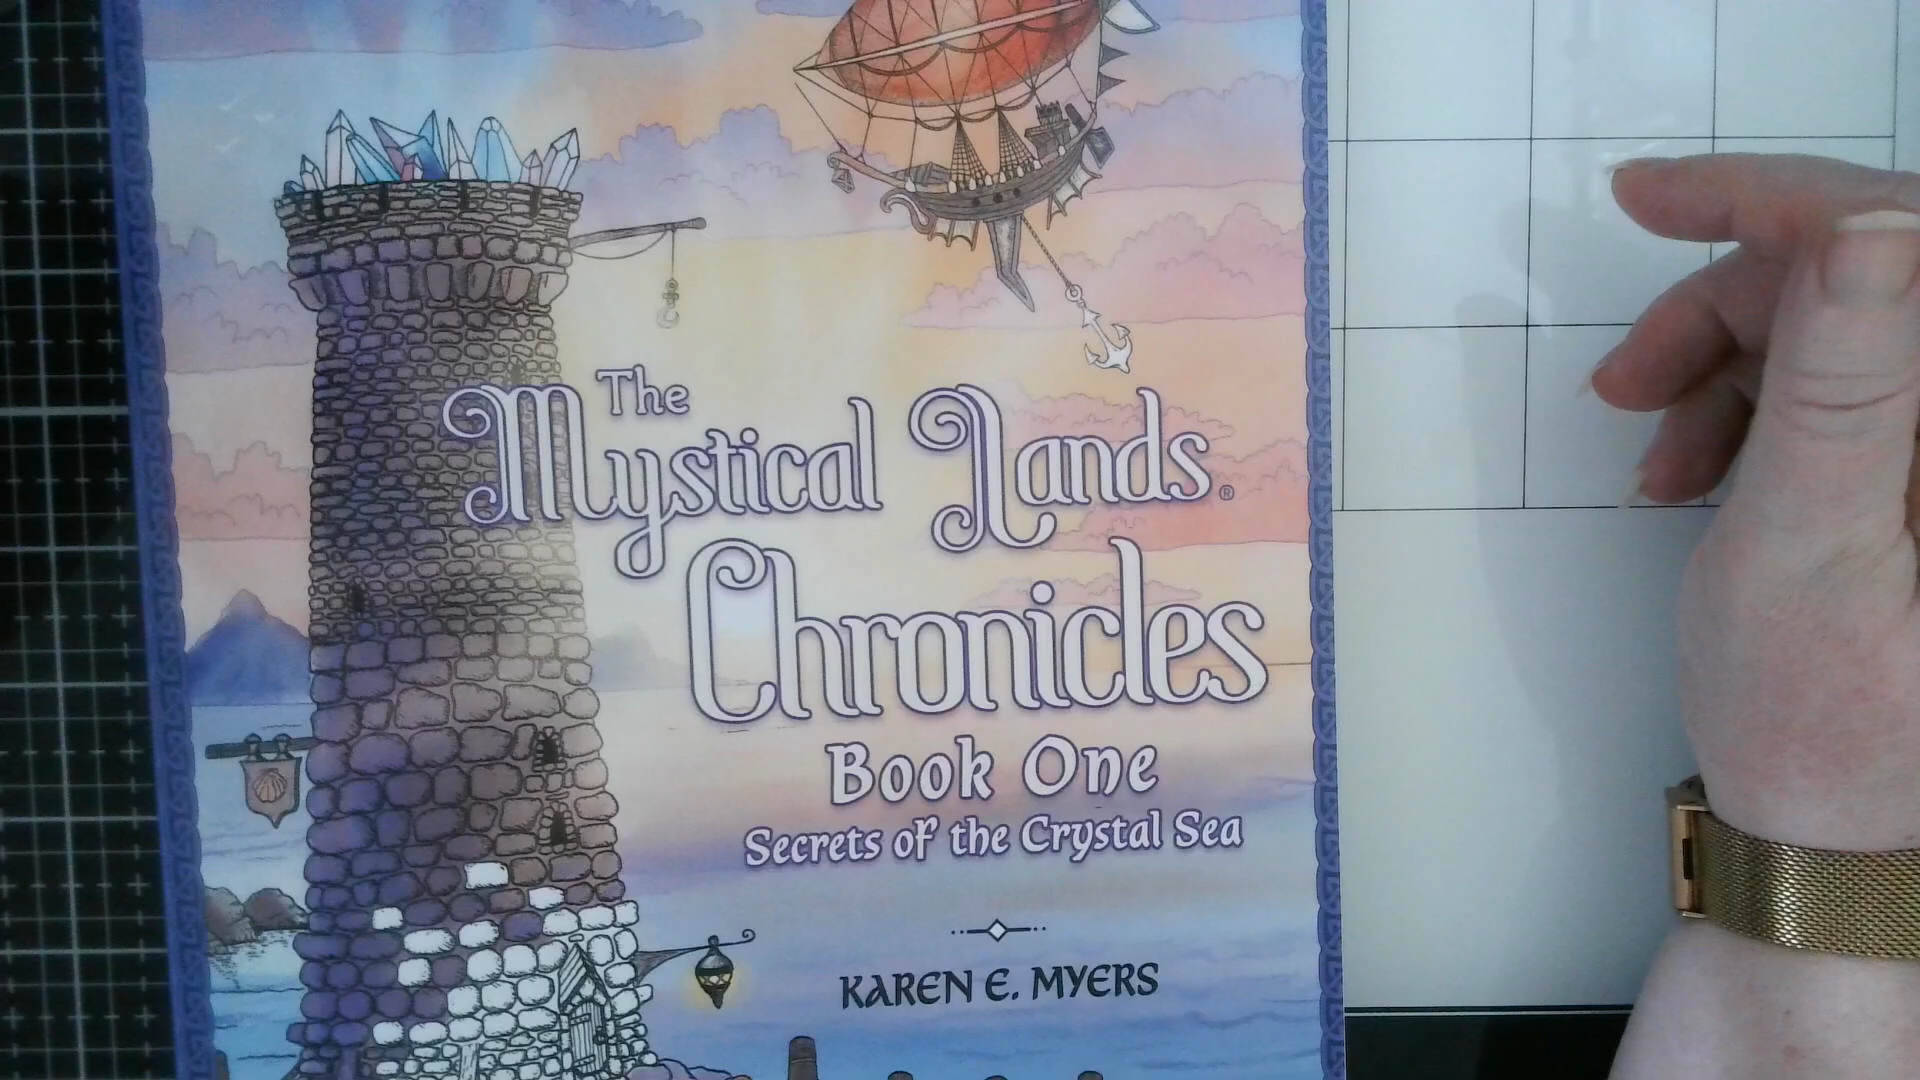 The
Mystical Lands®
Chronicles
Book One
Secrets of the Crystal Sea
KAREN E. MYERS